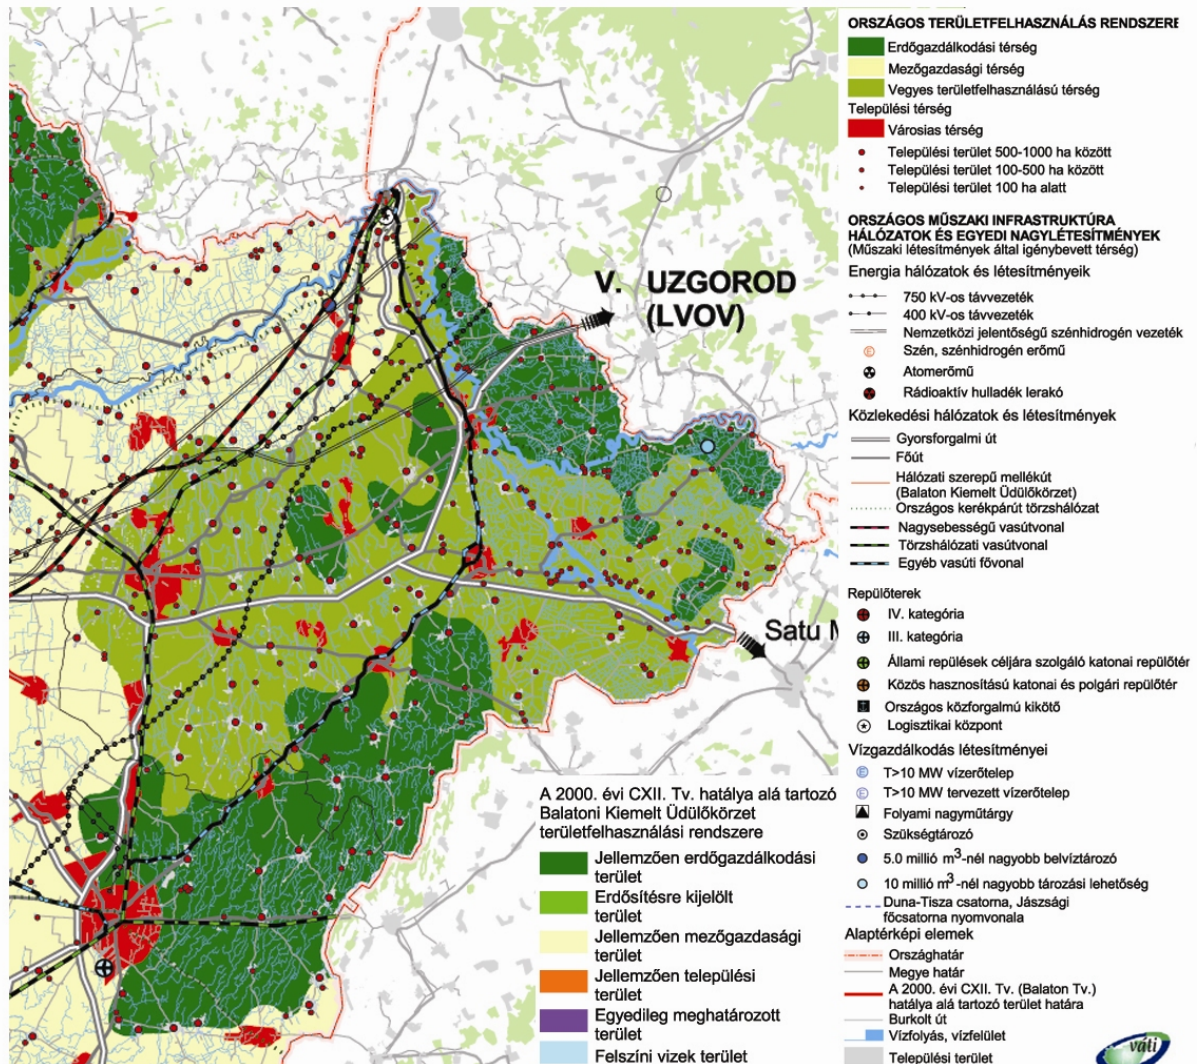 V. UZGOROD
(LVOV)
Satu M
A 2000. évi CXII. Tv. hatálya alá tartozó
Balatoni Kiemelt Üdülőkörzet
területfelhasználási rendszere
Jellemzően erdőgazdálkodási
terület
Erdősítésre kijelölt
terület
Jellemzően mezőgazdasági
terület
Jellemzően települési
terület
Egyedileg meghatározott
terület
Felszíni vizek terület
ORSZÁGOS TERÜLETFELHASZNÁLÁS RENDSZERE
Erdőgazdálkodási térség
Mezőgazdasági térség
Vegyes területfelhasználású térség
Települési térség
Városias térség
Települési terület 500-1000 ha között
Települési terület 100-500 ha között
Települési terület 100 ha alatt
ORSZÁGOS MŰSZAKI INFRASTRUKTÚRA
HÁLÓZATOK ÉS EGYEDI NAGYLÉTESÍTMÉNYEK
(Műszaki létesítmények által igénybevett térség)
Energia hálózatok és létesítményeik
750 kV-os távvezeték
400 kV-os távvezeték
Nemzetközi jelentőségű szénhidrogén vezeték
E Szén, szénhidrogén erőmű
Atomerőmű
Rádioaktív hulladék lerakó
Közlekedési hálózatok és létesítmények
Gyorsforgalmi út
Főút
Hálózati szerepű mellékút
(Balaton Kiemelt Üdülőkörzet)
Országos kerékpárút törzshálózat
Nagysebességű vasútvonal
Törzshálózati vasútvonal
Egyéb vasúti fővonal
Repülőterek
IV. kategória
III. kategória
Állami repülések céljára szolgáló katonai repülőtér
Közös hasznosítású katonai és polgári repülőtér
Országos közforgalmú kikötő
Logisztikai központ
Vízgazdálkodás létesítményei
E T>10 MW vízerőtelep
E T>10 MW tervezett vízerőtelep
Folyami nagyműtárgy
Szükségtározó
5.0 millió m³-nél nagyobb belvíztározó
10 millió m³-nél nagyobb tározási lehetőség
Duna-Tisza csatorna, Jászsági
főcsatorna nyomvonala
Alaptérképi elemek
Országhatár
Megye határ
A 2000. évi CXII. Tv. (Balaton Tv.)
hatálya alá tartozó terület határa
Burkolt út
Vízfolyás, vízfelület
Települési terület
váti